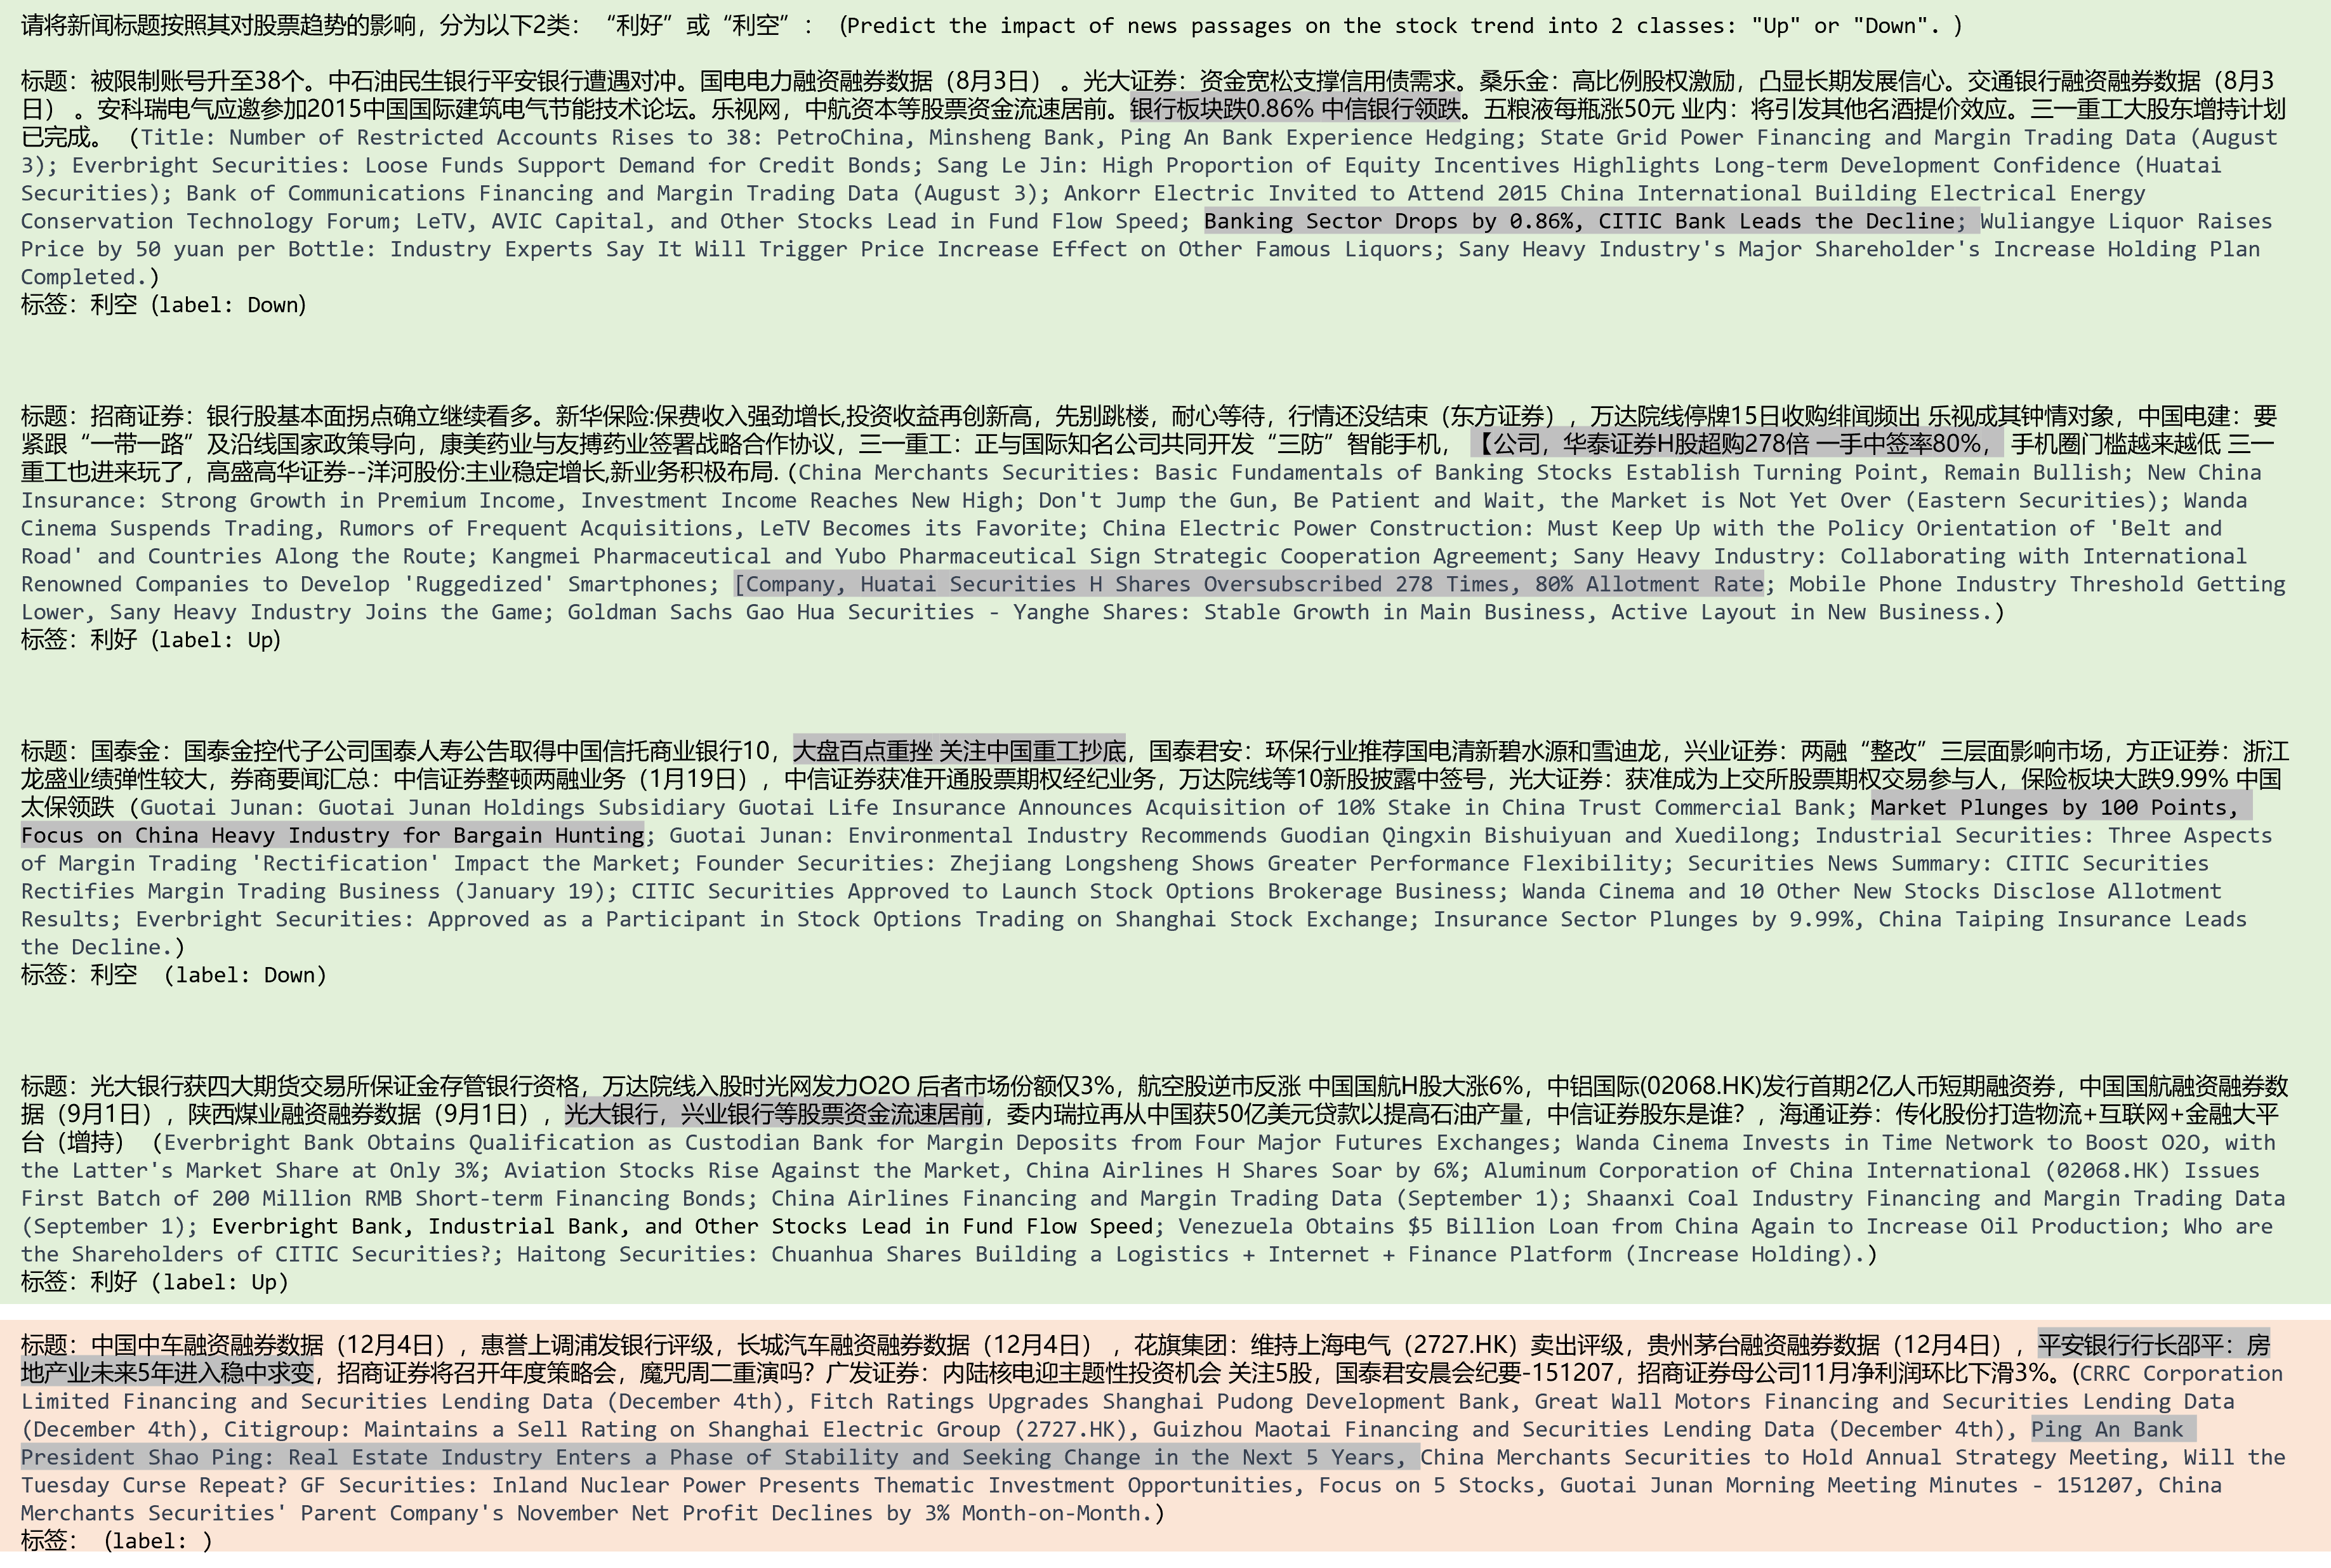 请将新闻标题按照其对股票趋势的影响，分为以下2类：“利好”或“利空”： (Predict the impact of news passages on the stock trend into 2 classes: "Up" or "Down". )
标题：被限制账号升至38个。中石油民生银行平安银行遭遇对冲。国电电力融资融券数据（8月3日） 。光大证券：资金宽松支撑信用债需求。桑乐金：高比例股权激励，凸显长期发展信心。交通银行融资融券数据（8月3
日） 。安科瑞电气应邀参加2015中国国际建筑电气节能技术论坛。乐视网，中航资本等股票资金流速居前。银行板块跌0.86% 中信银行领跌。五粮液每瓶涨50元 业内：将引发其他名酒提价效应。三一重工大股东增持计划
已完成。 (Title: Number of Restricted Accounts Rises to 38: PetroChina, Minsheng Bank, Ping An Bank Experience Hedging; State Grid Power Financing and Margin Trading Data (August
3); Everbright Securities: Loose Funds Support Demand for Credit Bonds; Sang Le Jin: High Proportion of Equity Incentives Highlights Long-term Development Confidence (Huatai
Securities); Bank of Communications Financing and Margin Trading Data (August 3); Ankorr Electric Invited to Attend 2015 China International Building Electrical Energy
Conservation Technology Forum; LeTV, AVIC Capital, and Other Stocks Lead in Fund Flow Speed; Banking Sector Drops by 0.86%, CITIC Bank Leads the Decline; Wuliangye Liquor Raises
Price by 50 yuan per Bottle: Industry Experts Say It Will Trigger Price Increase Effect on Other Famous Liquors; Sany Heavy Industry's Major Shareholder's Increase Holding Plan
Completed.)
标签：利空 (label: Down)
标题：招商证券：银行股基本面拐点确立继续看多。新华保险:保费收入强劲增长,投资收益再创新高，先别跳楼，耐心等待，行情还没结束（东方证券），万达院线停牌15日收购绯闻频出 乐视成其钟情对象，中国电建：要
紧跟“一带一路”及沿线国家政策导向，康美药业与友搏药业签署战略合作协议，三一重工：正与国际知名公司共同开发“三防”智能手机，【公司，华泰证券H股超购278倍 一手中签率80%， 手机圈门槛越来越低 三一
重工也进来玩了，高盛高华证券--洋河股份:主业稳定增长,新业务积极布局. (China Merchants Securities: Basic Fundamentals of Banking Stocks Establish Turning Point, Remain Bullish; New China
Insurance: Strong Growth in Premium Income, Investment Income Reaches New High; Don't Jump the Gun, Be Patient and Wait, the Market is Not Yet Over (Eastern Securities); Wanda
Cinema Suspends Trading, Rumors of Frequent Acquisitions, LeTV Becomes its Favorite; China Electric Power Construction: Must Keep Up with the Policy Orientation of 'Belt and
Road' and Countries Along the Route; Kangmei Pharmaceutical and Yubo Pharmaceutical Sign Strategic Cooperation Agreement; Sany Heavy Industry: Collaborating with International
Renowned Companies to Develop 'Ruggedized' Smartphones; [Company, Huatai Securities H Shares Oversubscribed 278 Times, 80% Allotment Rate; Mobile Phone Industry Threshold Getting
Lower, Sany Heavy Industry Joins the Game; Goldman Sachs Gao Hua Securities - Yanghe Shares: Stable Growth in Main Business, Active Layout in New Business.)
标签：利好 (label: Up)
标题：国泰金：国泰金控代子公司国泰人寿公告取得中国信托商业银行10，大盘百点重挫 关注中国重工抄底，国泰君安：环保行业推荐国电清新碧水源和雪迪龙，兴业证券：两融“整改”三层面影响市场，方正证券：浙江
龙盛业绩弹性较大，券商要闻汇总：中信证券整顿两融业务（1月19日），中信证券获准开通股票期权经纪业务，万达院线等10新股披露中签号，光大证券：获准成为上交所股票期权交易参与人，保险板块大跌9.99% 中国
太保领跌 (Guotai Junan: Guotai Junan Holdings Subsidiary Guotai Life Insurance Announces Acquisition of 10% Stake in China Trust Commercial Bank; Market Plunges by 100 Points,
Focus on China Heavy Industry for Bargain Hunting; Guotai Junan: Environmental Industry Recommends Guodian Qingxin Bishuiyuan and Xuedilong; Industrial Securities: Three Aspects
of Margin Trading 'Rectification' Impact the Market; Founder Securities: Zhejiang Longsheng Shows Greater Performance Flexibility; Securities News Summary: CITIC Securities
Rectifies Margin Trading Business (January 19); CITIC Securities Approved to Launch Stock Options Brokerage Business; Wanda Cinema and 10 Other New Stocks Disclose Allotment
Results; Everbright Securities: Approved as a Participant in Stock Options Trading on Shanghai Stock Exchange; Insurance Sector Plunges by 9.99%, China Taiping Insurance Leads
the Decline.)
标签：利空 (label: Down)
标题：光大银行获四大期货交易所保证金存管银行资格，万达院线入股时光网发力O2O 后者市场份额仅3%，航空股逆市反涨 中国国航H股大涨6%，中铝国际(02068.HK)发行首期2亿人币短期融资券，中国国航融资融券数
据（9月1日），陕西煤业融资融券数据（9月1日），光大银行，兴业银行等股票资金流速居前，委内瑞拉再从中国获50亿美元贷款以提高石油产量，中信证券股东是谁？，海通证券：传化股份打造物流+互联网+金融大平
台（增持） (Everbright Bank Obtains Qualification as Custodian Bank for Margin Deposits from Four Major Futures Exchanges; Wanda Cinema Invests in Time Network to Boost O2O, with
the Latter's Market Share at Only 3%; Aviation Stocks Rise Against the Market, China Airlines H Shares Soar by 6%; Aluminum Corporation of China International (02068.HK) Issues
First Batch of 200 Million RMB Short-term Financing Bonds; China Airlines Financing and Margin Trading Data (September 1); Shaanxi Coal Industry Financing and Margin Trading Data
(September 1); Everbright Bank, Industrial Bank, and Other Stocks Lead in Fund Flow Speed; Venezuela Obtains $5 Billion Loan from China Again to Increase Oil Production; Who are
the Shareholders of CITIC Securities?; Haitong Securities: Chuanhua Shares Building a Logistics + Internet + Finance Platform (Increase Holding).)
标签：利好 (label: Up)
标题：中国中车融资融券数据（12月4日），惠誉上调浦发银行评级，长城汽车融资融券数据（12月4日） ，花旗集团：维持上海电气（2727.HK）卖出评级，贵州茅台融资融券数据（12月4日），平安银行行长邵平：房
地产业未来5年进入稳中求变，招商证券将召开年度策略会，魔咒周二重演吗？广发证券：内陆核电迎主题性投资机会 关注5股，国泰君安晨会纪要-151207，招商证券母公司11月净利润环比下滑3%。(CRRC Corporation
Limited Financing and Securities Lending Data (December 4th), Fitch Ratings Upgrades Shanghai Pudong Development Bank, Great Wall Motors Financing and Securities Lending Data
(December 4th), Citigroup: Maintains a Sell Rating on Shanghai Electric Group (2727.HK), Guizhou Maotai Financing and Securities Lending Data (December 4th), Ping An Bank
President Shao Ping: Real Estate Industry Enters a Phase of Stability and Seeking Change in the Next 5 Years, China Merchants Securities to Hold Annual Strategy Meeting, Will the
Tuesday Curse Repeat? GF Securities: Inland Nuclear Power Presents Thematic Investment Opportunities, Focus on 5 Stocks, Guotai Junan Morning Meeting Minutes - 151207, China
Merchants Securities' Parent Company's November Net Profit Declines by 3% Month-on-Month.)
标签： (label: )